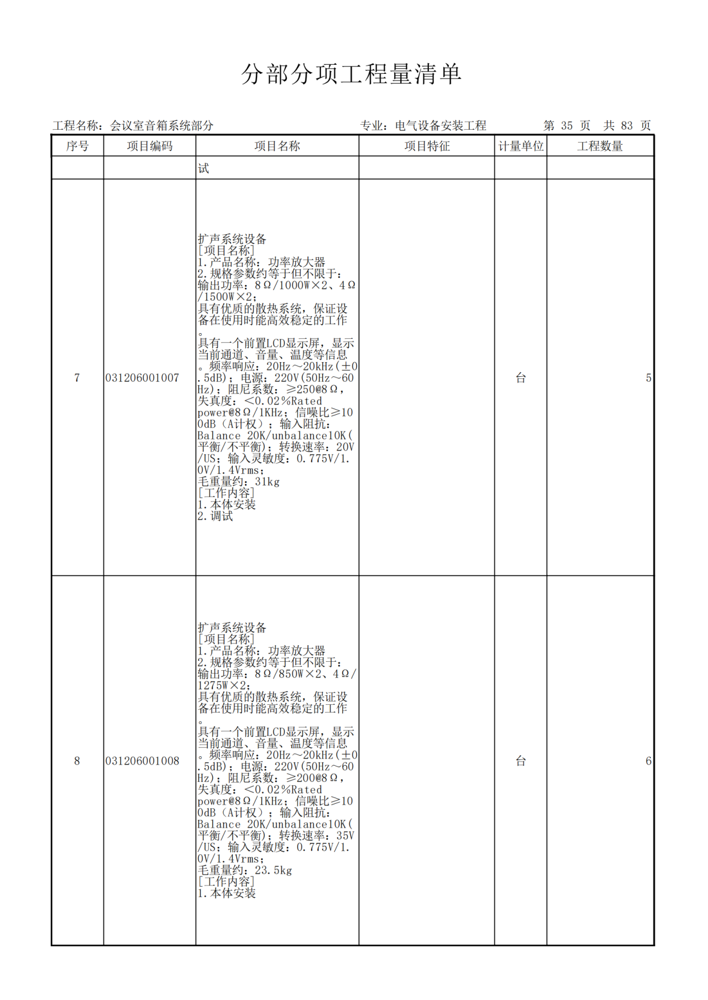 分部分项工程量清单
工程名称：会议室音箱系统部分 专业：电气设备安装工程 第 35 页 共 83 页
序号 项目编码 项目名称 项目特征 计量单位 工程数量
试
扩声系统设备
[项目名称]
1.产品名称：功率放大器
2.规格参数约等于但不限于：
输出功率：8Ω/1000W×2、4Ω
/1500W×2；
具有优质的散热系统，保证设
备在使用时能高效稳定的工作
。
具有一个前置LCD显示屏，显示
当前通道、音量、温度等信息
。频率响应：20Hz～20kHz(±0
7 031206001007 .5dB)；电源：220V(50Hz～60 台 5
Hz)；阻尼系数：≥250@8Ω，
失真度：＜0.02％Rated
power@8Ω/1KHz；信噪比≥10
0dB（A计权）；输入阻抗：
Balance 20K/unbalance10K(
平衡/不平衡)；转换速率：20V
/US；输入灵敏度：0.775V/1.
0V/1.4Vrms；
毛重量约：31kg
[工作内容]
1.本体安装
2.调试
扩声系统设备
[项目名称]
1.产品名称：功率放大器
2.规格参数约等于但不限于：
输出功率：8Ω/850W×2、4Ω/
1275W×2；
具有优质的散热系统，保证设
备在使用时能高效稳定的工作
。
具有一个前置LCD显示屏，显示
当前通道、音量、温度等信息
。频率响应：20Hz～20kHz(±0
8 031206001008 .5dB)；电源：220V(50Hz～60 台 6
Hz)；阻尼系数：≥200@8Ω，
失真度：＜0.02％Rated
power@8Ω/1KHz；信噪比≥10
0dB（A计权）；输入阻抗：
Balance 20K/unbalance10K(
平衡/不平衡)；转换速率：35V
/US；输入灵敏度：0.775V/1.
0V/1.4Vrms；
毛重量约：23.5kg
[工作内容]
1.本体安装